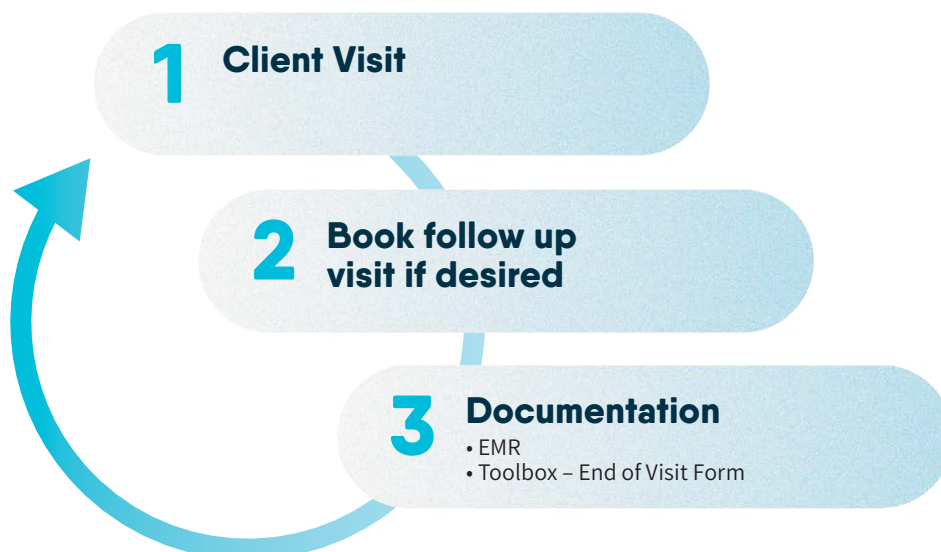 1 Client Visit
2 Book follow up
visit if desired
3 Documentation
• EMR
• Toolbox – End of Visit Form